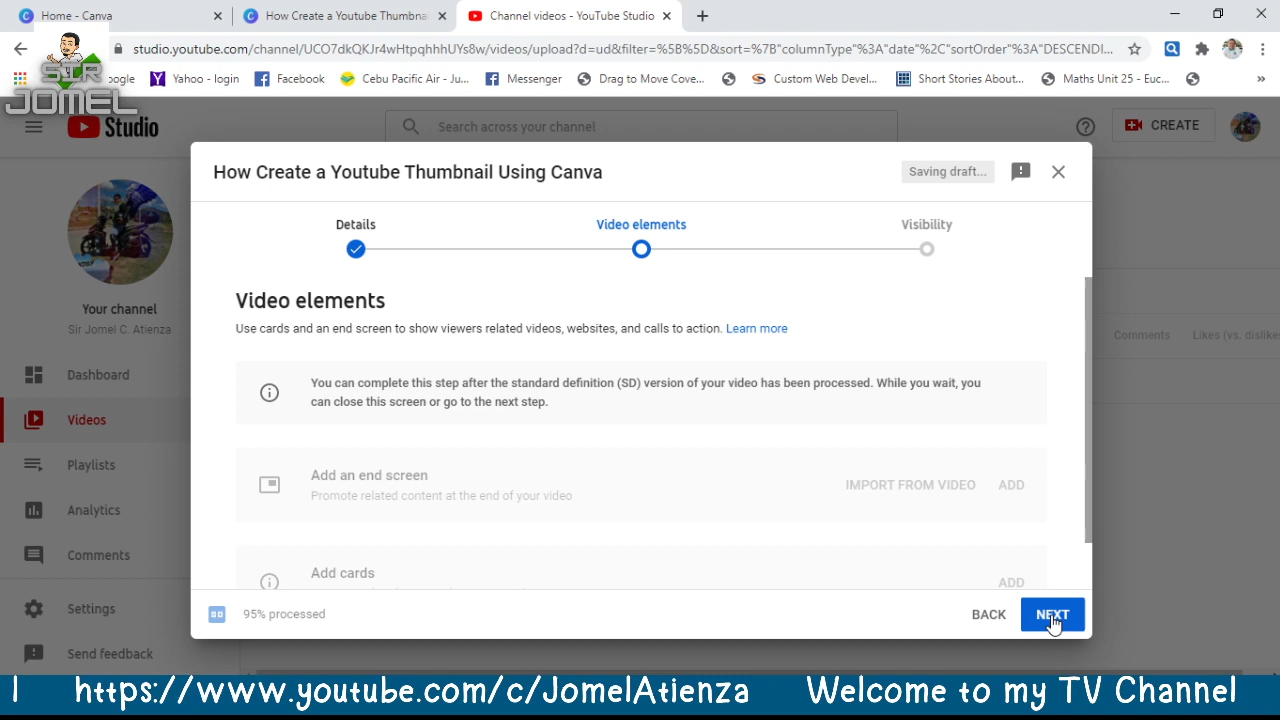 Home - Canva
How Create a Youtube Thumbna
Channel videos - YouTube Studio
studio.youtube.com/channel/UCO7dkQKJr4wHtpqhhhUYs8w/videos/upload?d=ud&filter=%5B%5D&sort=%7B"columnType"%3A"date"%2C"sortOrder"%3A"DESCENDI...
Yahoo - login
Facebook
Cebu Pacific Air - Ju...
Messenger
Drag to Move Cove...
Custom Web Devel...
Short Stories About...
Maths Unit 25 - Euc...
»
SIR
JOMEL
Studio
Search across your channel
CREATE
How Create a Youtube Thumbnail Using Canva
Saving draft...
Details
Video elements
Visibility
Your channel
Sir Jomel C. Atienza
Dashboard
Videos
Playlists
Analytics
Comments
Settings
Send feedback
Video elements
Use cards and an end screen to show viewers related videos, websites, and calls to action. Learn more
You can complete this step after the standard definition (SD) version of your video has been processed. While you wait, you
can close this screen or go to the next step.
Add an end screen
Promote related content at the end of your video
IMPORT FROM VIDEO
ADD
Add cards
ADD
Comments
Likes (vs. dislike
SD
95% processed
BACK
NEXT
https://www.youtube.com/c/JomelAtienza
Welcome to my TV Channel